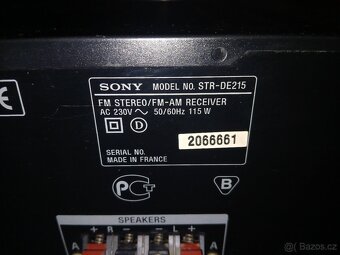 SONY MODEL NO. STR-DE215
FM STEREO/FM-AM RECEIVER
AC 230V ~ 50/60Hz 115 W
D
SERIAL NO. 2066661
MADE IN FRANCE
B
SPEAKERS
+ R - - L +
A A
Bazoš.cz